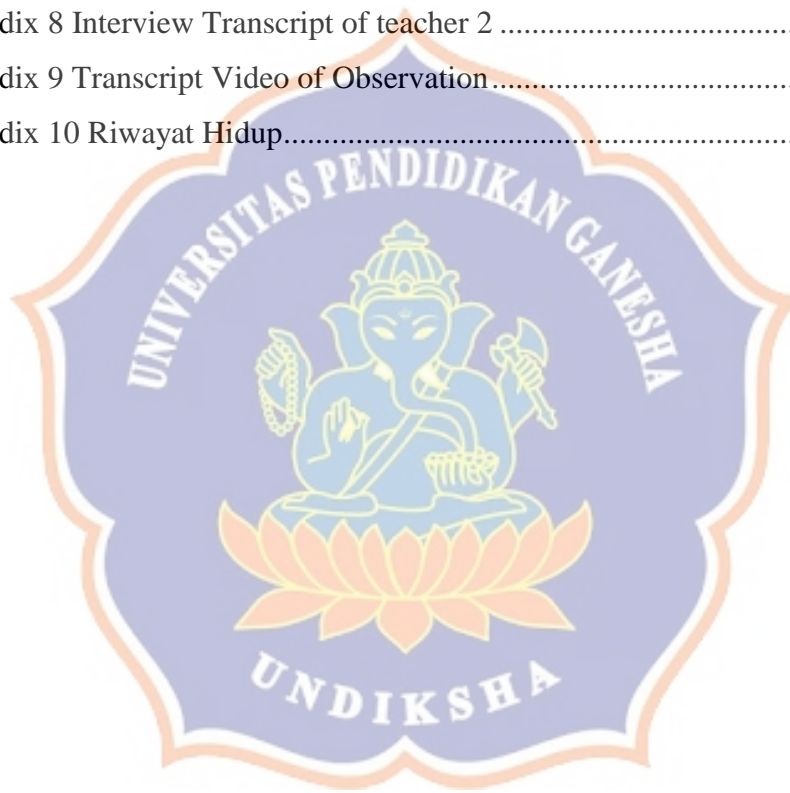 dix 8 Interview Transcript of teacher 2 ....................................
dix 9 Transcript Video of Observation.....................................
dix 10 Riwayat Hidup...............................................................
UNIVERSITAS PENDIDIKAN GANESHA
UNDIKSHA